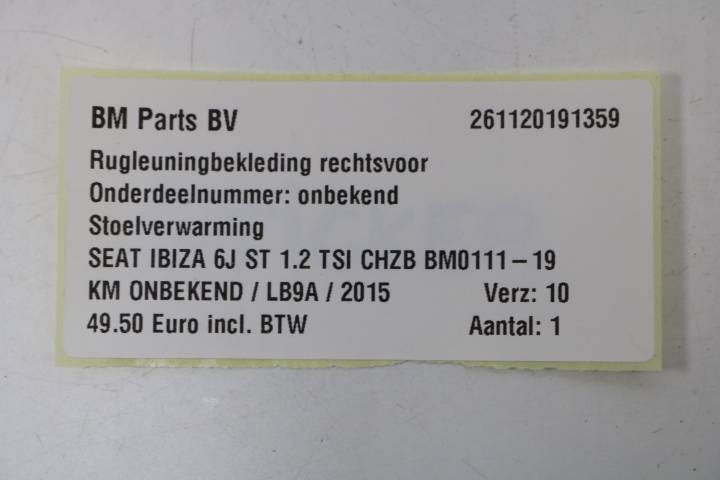 BM Parts BV 261120191359
Rugleuningbekleding rechtsvoor
Onderdeelnummer: onbekend
Stoelverwarming
SEAT IBIZA 6J ST 1.2 TSI CHZB BM0111-19
KM ONBEKEND / LB9A / 2015 Verz: 10
49.50 Euro incl. BTW Aantal: 1